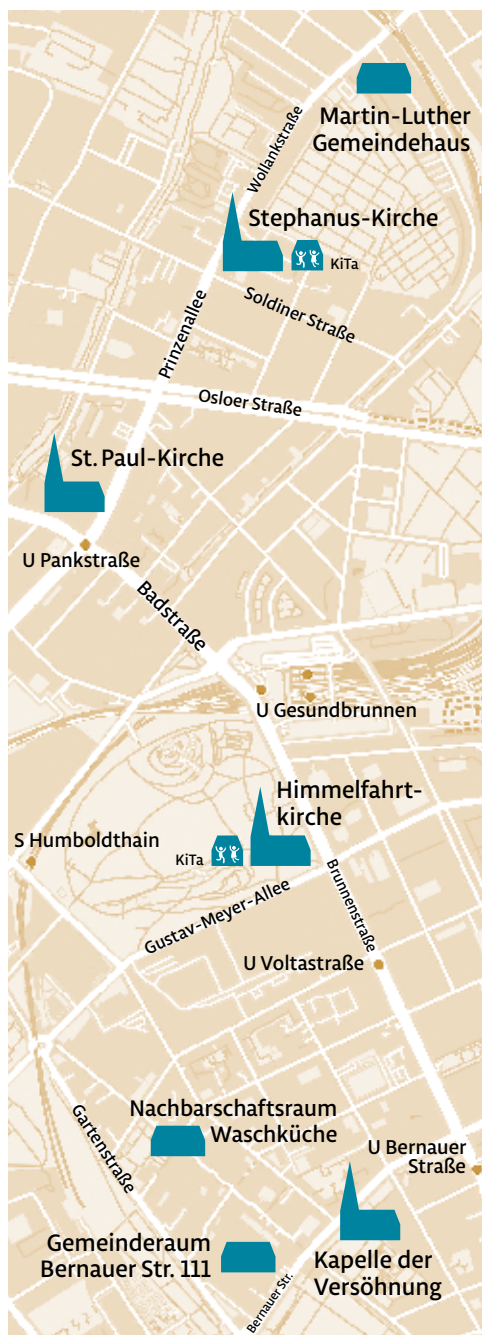 Martin-Luther
Gemeindehaus
Wollankstraße
Stephanus-Kirche
KiTa
Soldiner Straße
Prinzenallee
Osloer Straße
St. Paul-Kirche
U Pankstraße
Badstraße
U Gesundbrunnen
Himmelfahrt-
kirche
S Humboldthain
KiTa
Brunnenstraße
Gustav-Meyer-Allee
U Voltastraße
Gartenstraße
Nachbarschaftsraum
Waschküche
U Bernauer
Straße
Gemeinderaum
Bernauer Str. 111
Kapelle der
Versöhnung
Bernauer Str.